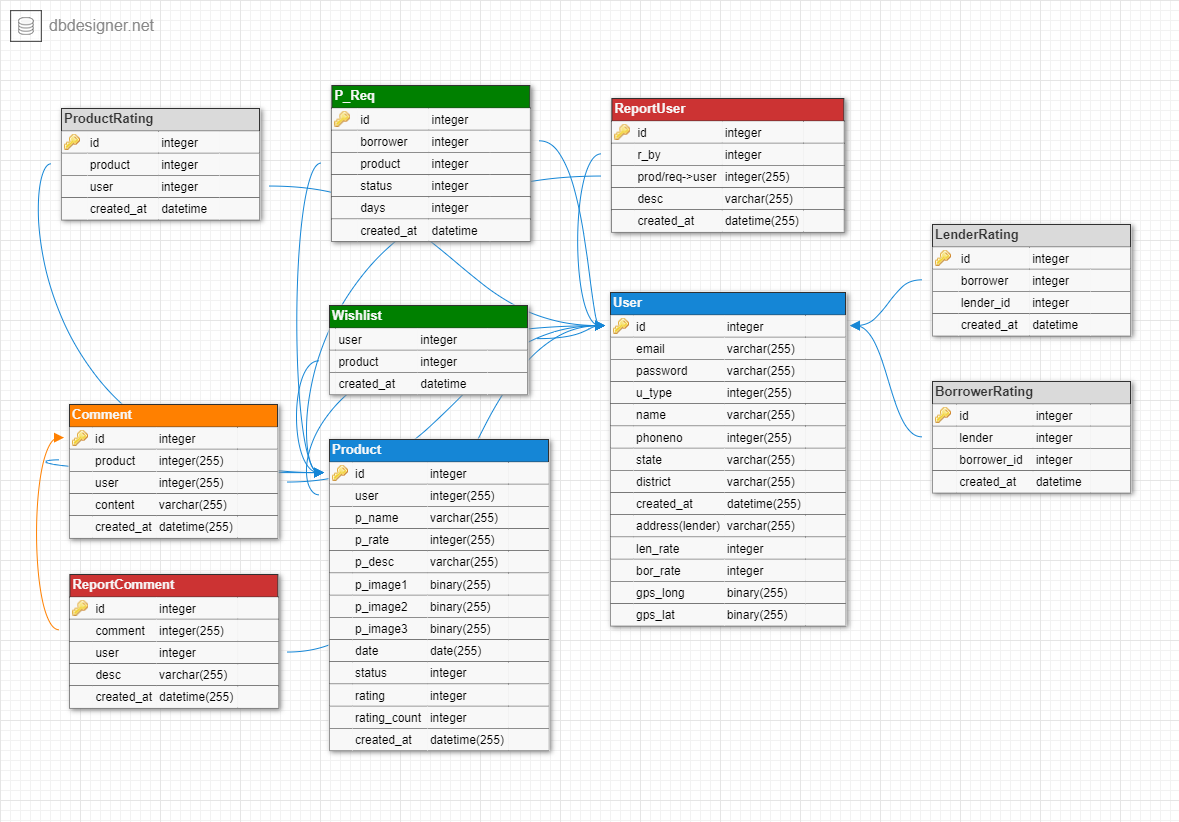 dbdesigner.net
ProductRating
id integer
product integer
user integer
created_at datetime
P_Req
id integer
borrower integer
product integer
status integer
days integer
created_at datetime
ReportUser
id integer
r_by integer
prod/req->user integer(255)
desc varchar(255)
created_at datetime(255)
LenderRating
id integer
borrower integer
lender_id integer
created_at datetime
Wishlist
user integer
product integer
created_at datetime
User
id integer
email varchar(255)
password varchar(255)
u_type integer(255)
name varchar(255)
phoneno integer(255)
state varchar(255)
district varchar(255)
created_at datetime(255)
address(lender) varchar(255)
len_rate integer
bor_rate integer
gps_long binary(255)
gps_lat binary(255)
BorrowerRating
id integer
lender integer
borrower_id integer
created_at datetime
Comment
id integer
product integer(255)
user integer(255)
content varchar(255)
created_at datetime(255)
Product
id integer
user integer(255)
p_name varchar(255)
p_rate integer(255)
p_desc varchar(255)
p_image1 binary(255)
p_image2 binary(255)
p_image3 binary(255)
date date(255)
status integer
rating integer
rating_count integer
created_at datetime(255)
ReportComment
id integer
comment integer(255)
user integer
desc varchar(255)
created_at datetime(255)